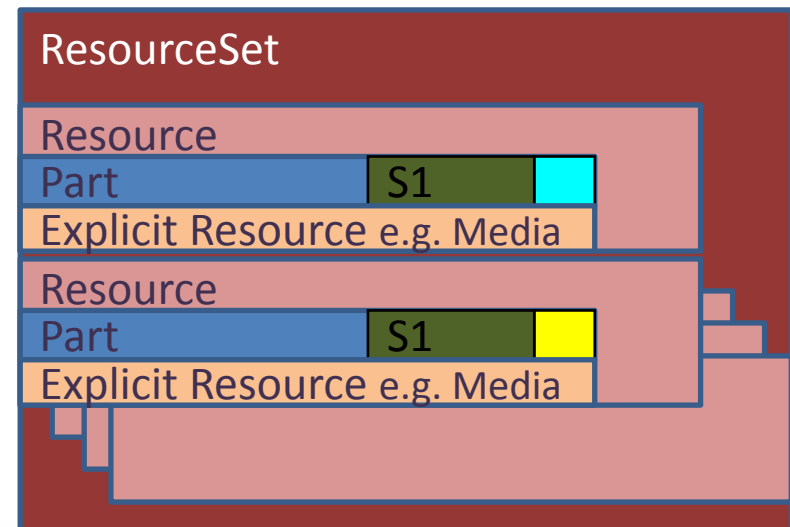 ResourceSet
Resource
Part S1
Explicit Resource e.g. Media
Resource
Part S1
Explicit Resource e.g. Media